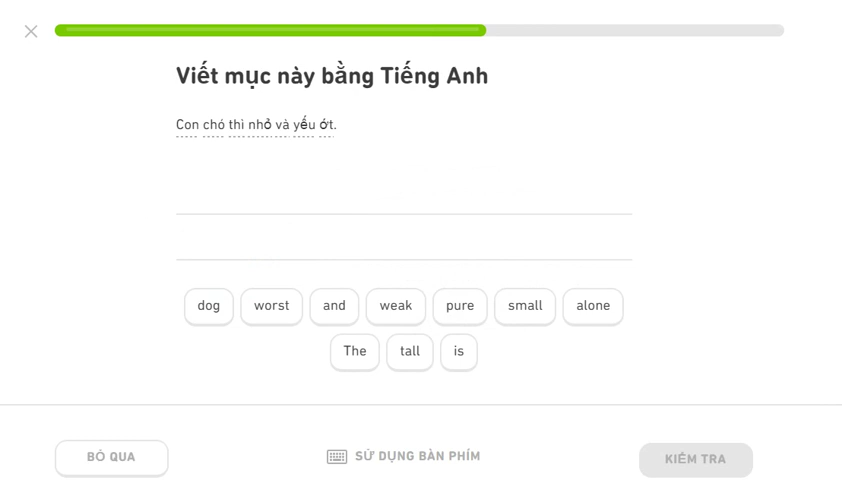 Viết mục này bằng Tiếng Anh
Con chó thì nhỏ và yếu ớt.
dog worst and weak pure small alone
The tall is
BỎ QUA SỬ DỤNG BÀN PHÍM KIỂM TRA